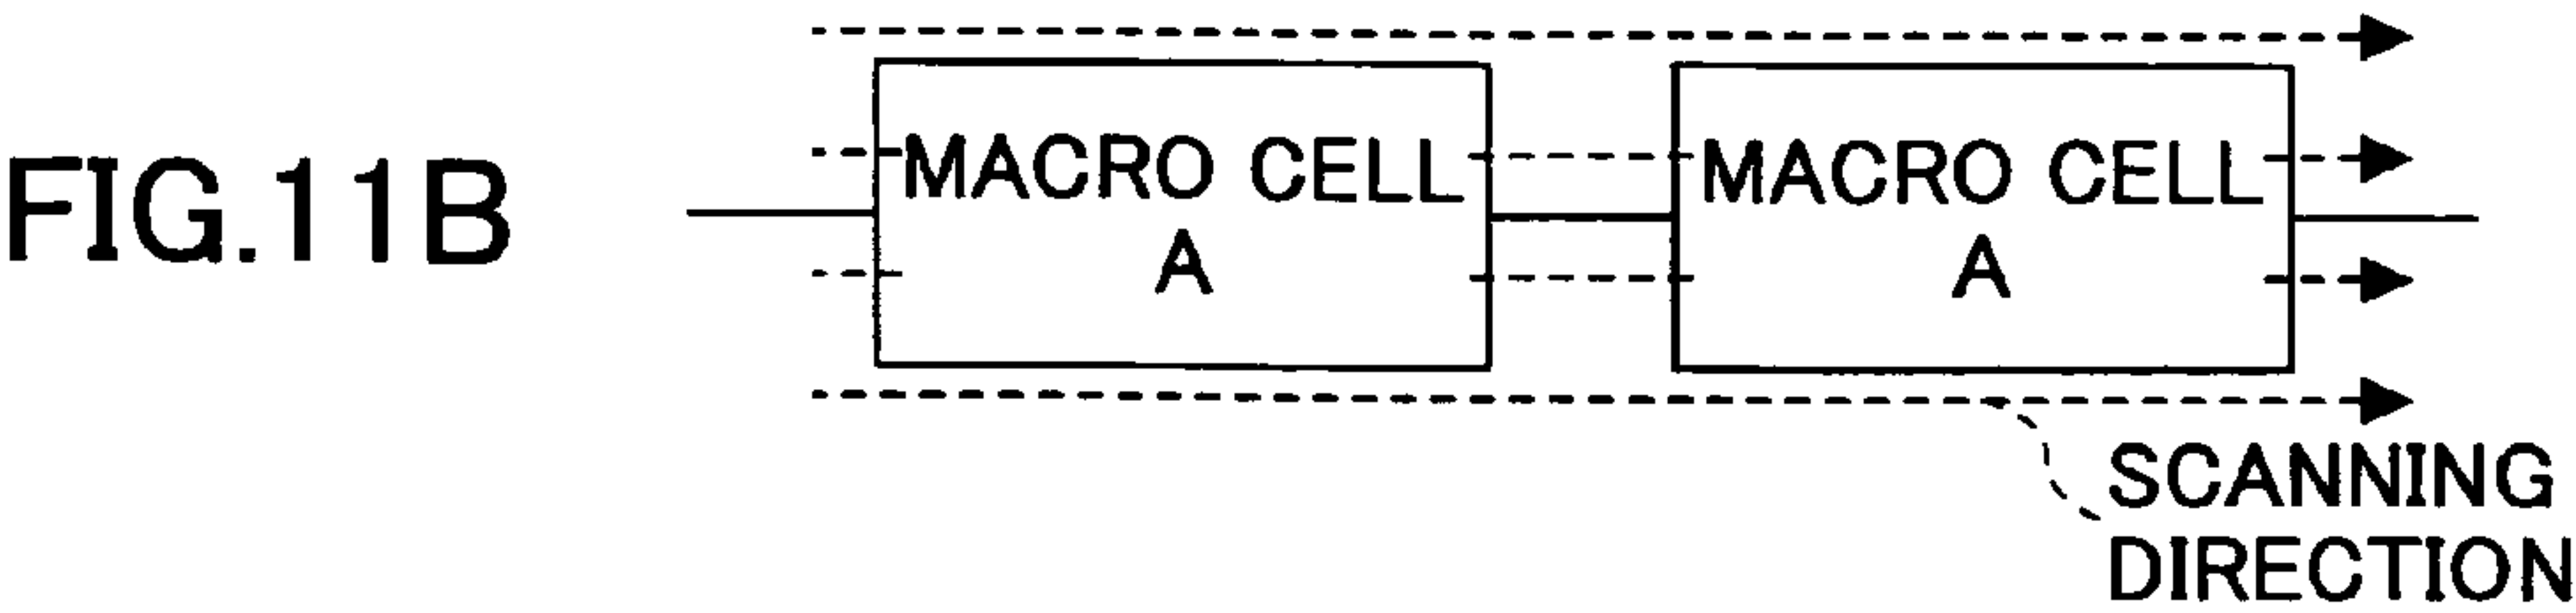 FIG.11B
MACRO CELL
A
MACRO CELL
A
SCANNING
DIRECTION